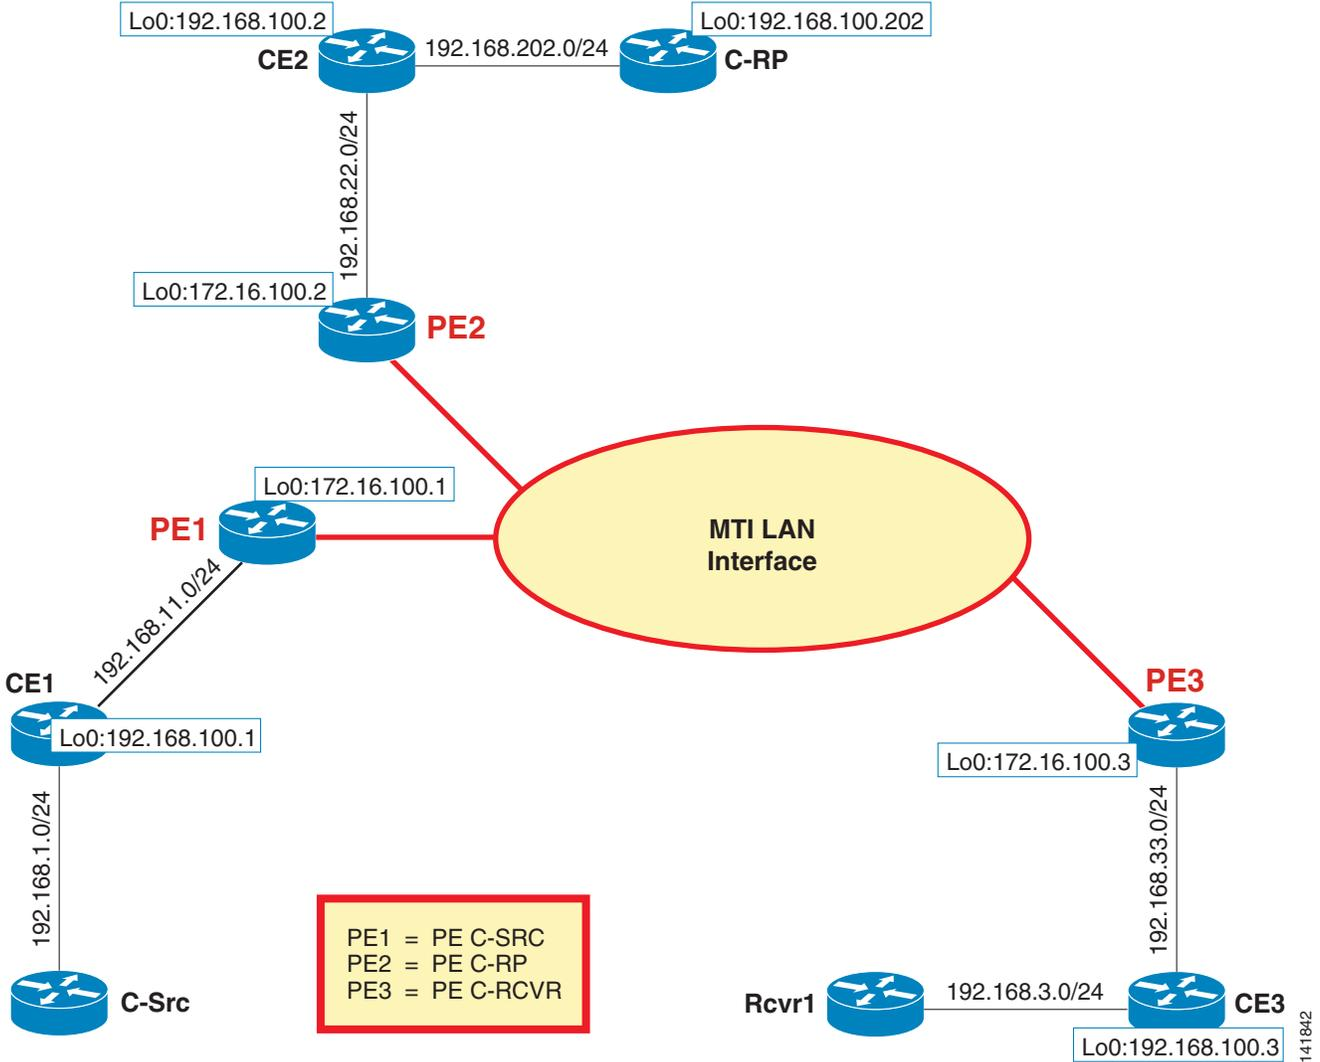 Lo0:192.168.100.2
Lo0:192.168.100.202
CE2
192.168.202.0/24
C-RP
192.168.22.0/24
Lo0:172.16.100.2
PE2
Lo0:172.16.100.1
PE1
MTI LAN
Interface
192.168.11.0/24
CE1
Lo0:192.168.100.1
PE3
Lo0:172.16.100.3
192.168.1.0/24
192.168.33.0/24
PE1 = PE C-SRC
PE2 = PE C-RP
PE3 = PE C-RCVR
C-Src
Rcvr1
192.168.3.0/24
CE3
Lo0:192.168.100.3
141842